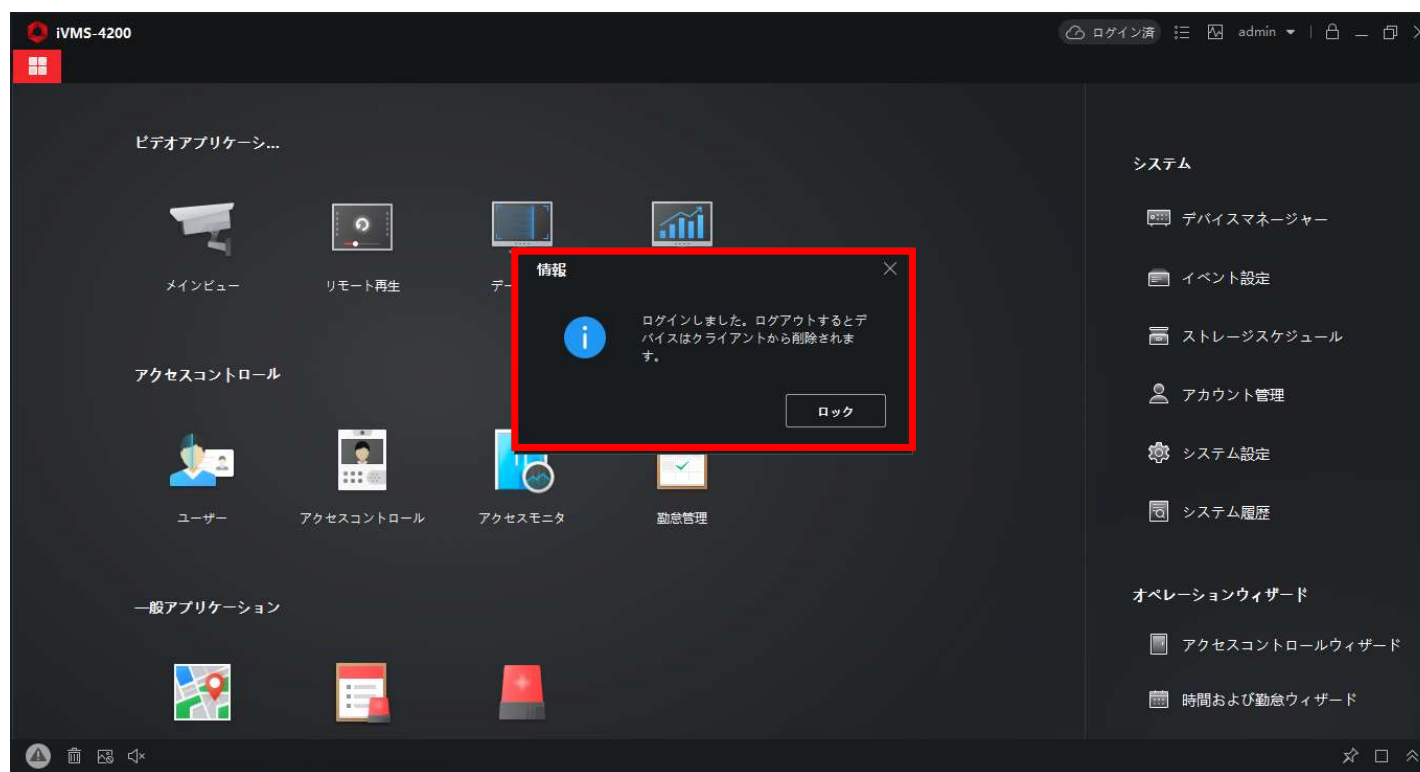 iVMS-4200
ログイン済
admin
ビデオアプリケーシ...
メインビュー
リモート再生
デー
情報
ログインしました。ログアウトするとデ
バイスはクライアントから削除されま
す。
ロック
アクセスコントロール
ユーザー
アクセスコントロール
アクセスモニタ
勤怠管理
一般アプリケーション
システム
デバイスマネージャー
イベント設定
ストレージスケジュール
アカウント管理
システム設定
システム履歴
オペレーションウィザード
アクセスコントロールウィザード
時間および勤怠ウィザード